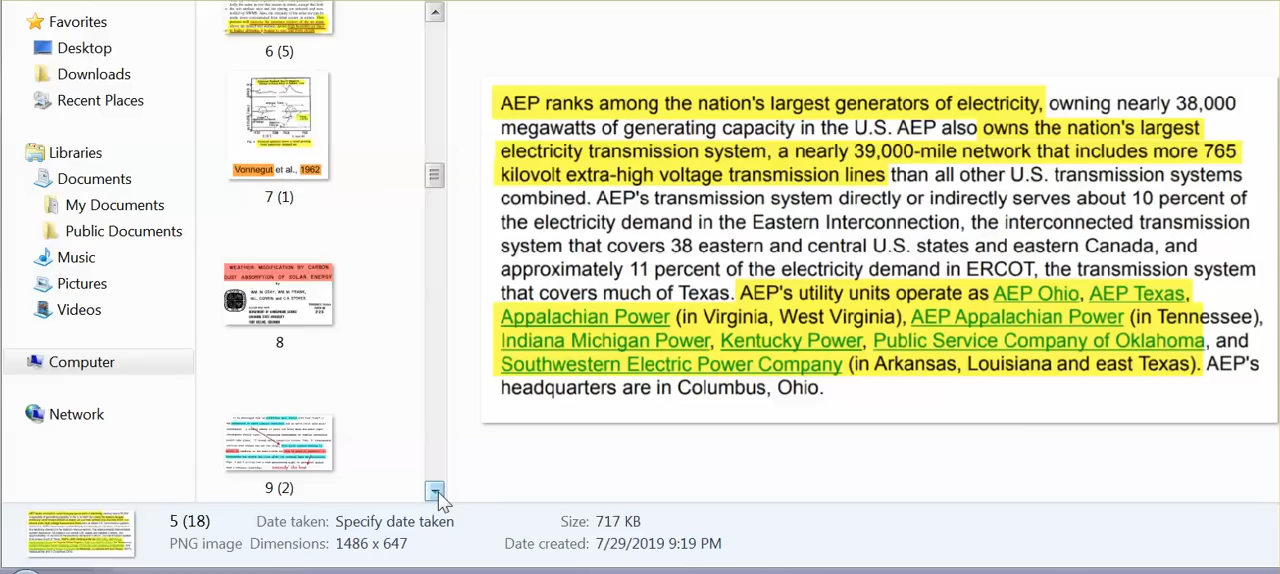 Favorites
Desktop
Downloads
Recent Places
Libraries
Documents
My Documents
Public Documents
Music
Pictures
Videos
Computer
Network
6 (5)
Vonnegut et al., 1962
7 (1)
WEATHER MODIFICATION BY CARBON
DUST ABSORPTION OF SOLAR ENERGY
8
9 (2)
AEP ranks among the nation's largest generators of electricity, owning nearly 38,000
megawatts of generating capacity in the U.S. AEP also owns the nation's largest
electricity transmission system, a nearly 39,000-mile network that includes more 765
kilovolt extra-high voltage transmission lines than all other U.S. transmission systems
combined. AEP's transmission system directly or indirectly serves about 10 percent of
the electricity demand in the Eastern Interconnection, the interconnected transmission
system that covers 38 eastern and central U.S. states and eastern Canada, and
approximately 11 percent of the electricity demand in ERCOT, the transmission system
that covers much of Texas. AEP's utility units operate as AEP Ohio, AEP Texas,
Appalachian Power (in Virginia, West Virginia), AEP Appalachian Power (in Tennessee),
Indiana Michigan Power, Kentucky Power, Public Service Company of Oklahoma, and
Southwestern Electric Power Company (in Arkansas, Louisiana and east Texas). AEP's
headquarters are in Columbus, Ohio.
5 (18) Date taken: Specify date taken Size: 717 KB
PNG image Dimensions: 1486 x 647 Date created: 7/29/2019 9:19 PM